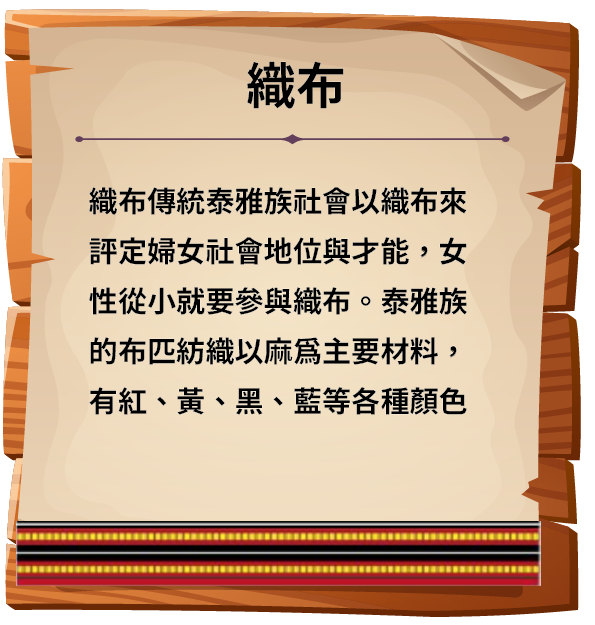 織布
織布傳統泰雅族社會以織布來
評定婦女社會地位與才能，女
性從小就要參與織布。泰雅族
的布匹紡織以麻爲主要材料，
有紅、黃、黑、藍等各種顏色